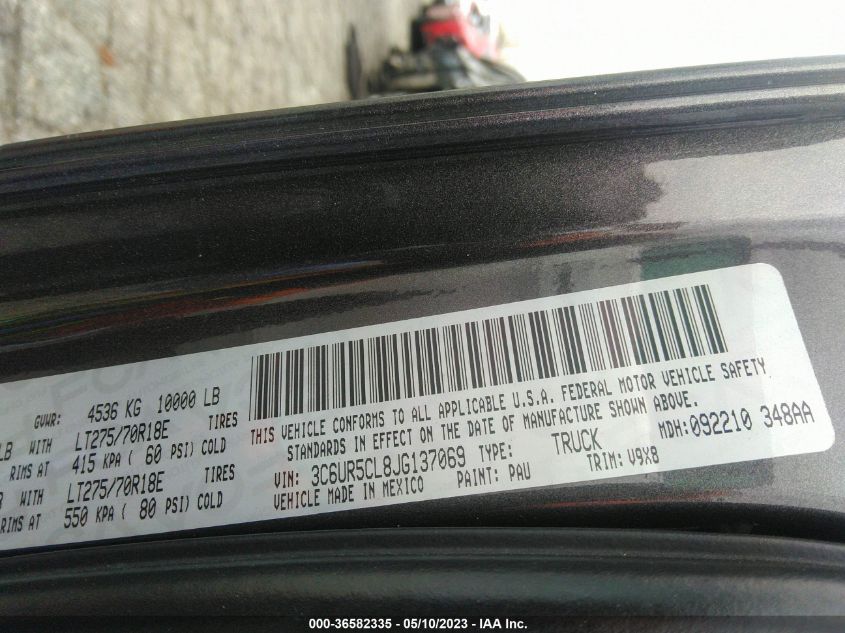 GVWR: 4536 KG 10000 LB
LB WITH LT275/70R18E TIRES
RIMS AT 415 KPA ( 60 PSI) COLD
LB WITH LT275/70R18E TIRES
RIMS AT 550 KPA ( 80 PSI) COLD
THIS VEHICLE CONFORMS TO ALL APPLICABLE U.S.A. FEDERAL MOTOR VEHICLE SAFETY
STANDARDS IN EFFECT ON THE DATE OF MANUFACTURE SHOWN ABOVE.
VIN: 3C6UR5CL8JG137069 TYPE: TRUCK MDH: 092210 348AA
VEHICLE MADE IN MEXICO PAINT: PAU TRIM: V9X8
000-36582335 - 05/10/2023 - IAA Inc.